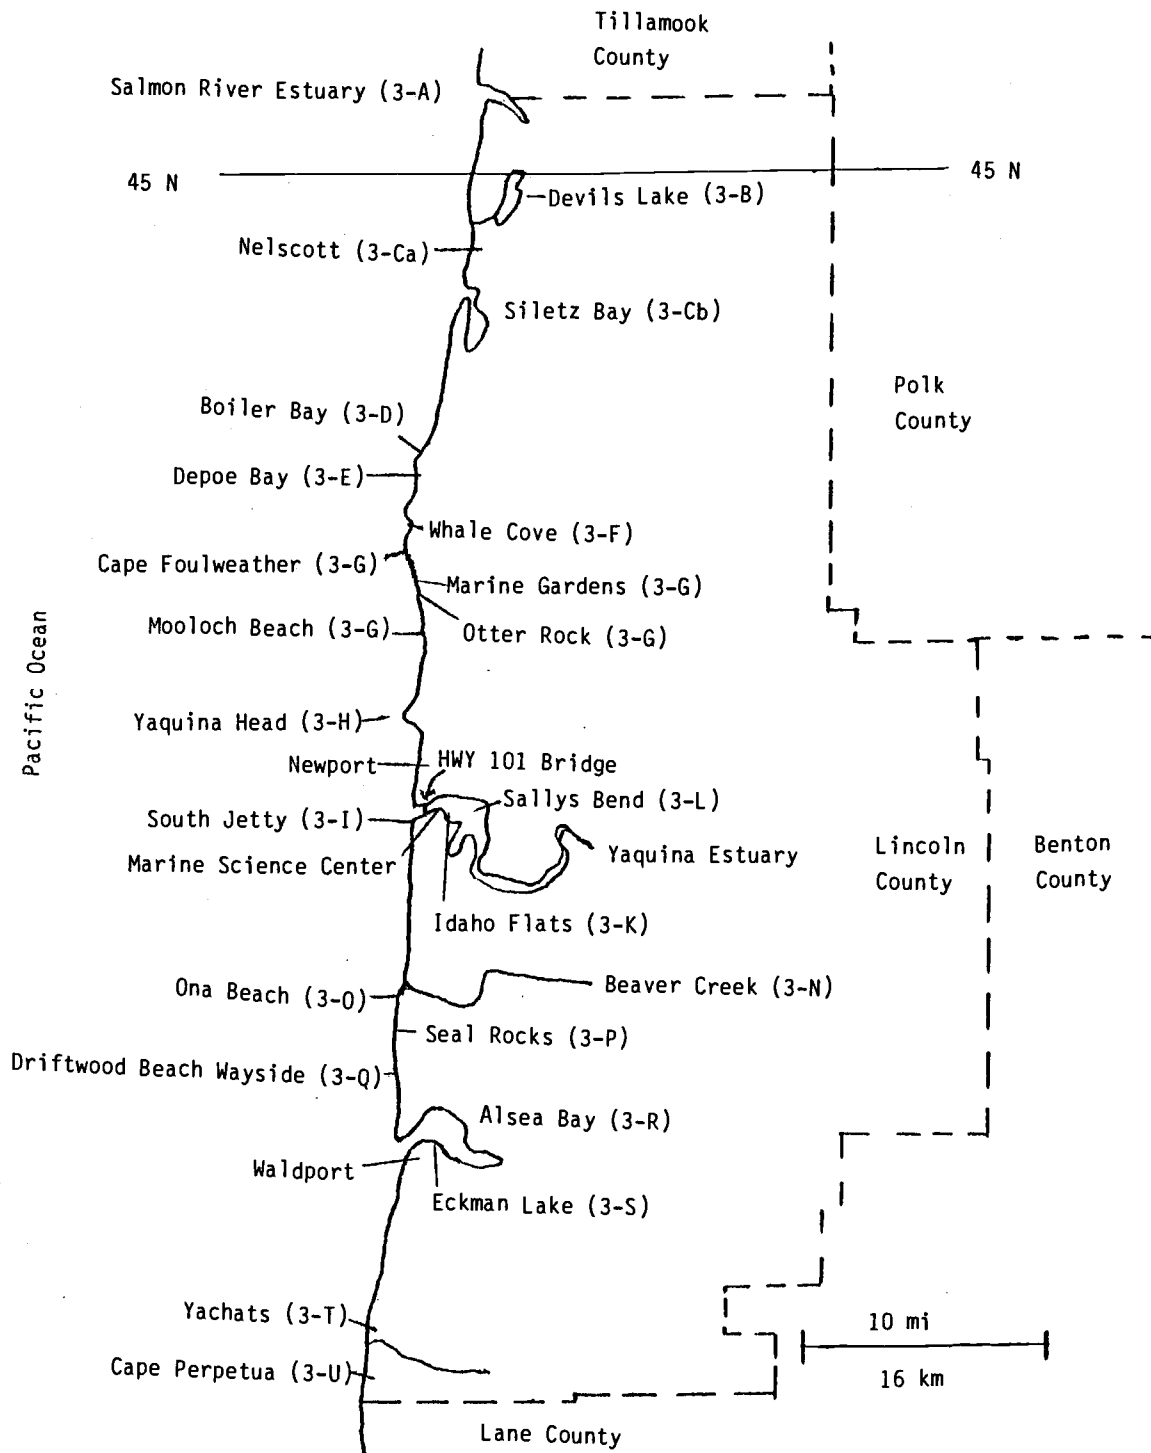 Tillamook
County
Salmon River Estuary (3-A)
45 N
45 N
Devils Lake (3-B)
Nelscott (3-Ca)
Siletz Bay (3-Cb)
Polk
County
Boiler Bay (3-D)
Depoe Bay (3-E)
Whale Cove (3-F)
Cape Foulweather (3-G)
Marine Gardens (3-G)
Mooloch Beach (3-G)
Otter Rock (3-G)
Pacific Ocean
Yaquina Head (3-H)
Newport
HWY 101 Bridge
Sallys Bend (3-L)
South Jetty (3-I)
Marine Science Center
Yaquina Estuary
Lincoln
County
Benton
County
Idaho Flats (3-K)
Ona Beach (3-O)
Beaver Creek (3-N)
Seal Rocks (3-P)
Driftwood Beach Wayside (3-Q)
Alsea Bay (3-R)
Waldport
Eckman Lake (3-S)
Yachats (3-T)
10 mi
Cape Perpetua (3-U)
16 km
Lane County